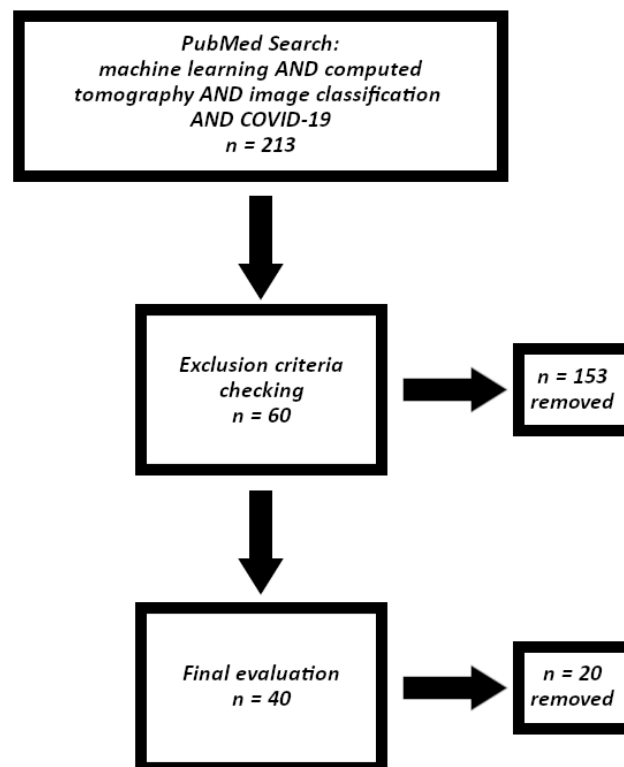 PubMed Search:
machine learning AND computed
tomography AND image classification
AND COVID-19
n = 213
Exclusion criteria
checking
n = 60
n = 153
removed
Final evaluation
n = 40
n = 20
removed